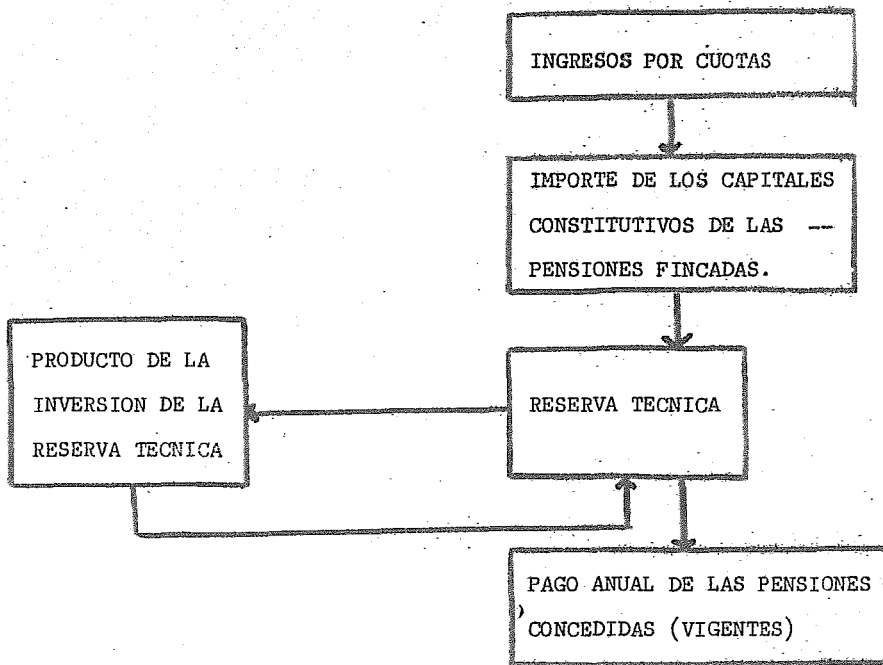 INGRESOS POR CUOTAS
IMPORTE DE LOS CAPITALES
CONSTITUTIVOS DE LAS --
PENSIONES FINCADAS.
PRODUCTO DE LA
INVERSION DE LA
RESERVA TECNICA
RESERVA TECNICA
PAGO ANUAL DE LAS PENSIONES
CONCEDIDAS (VIGENTES)